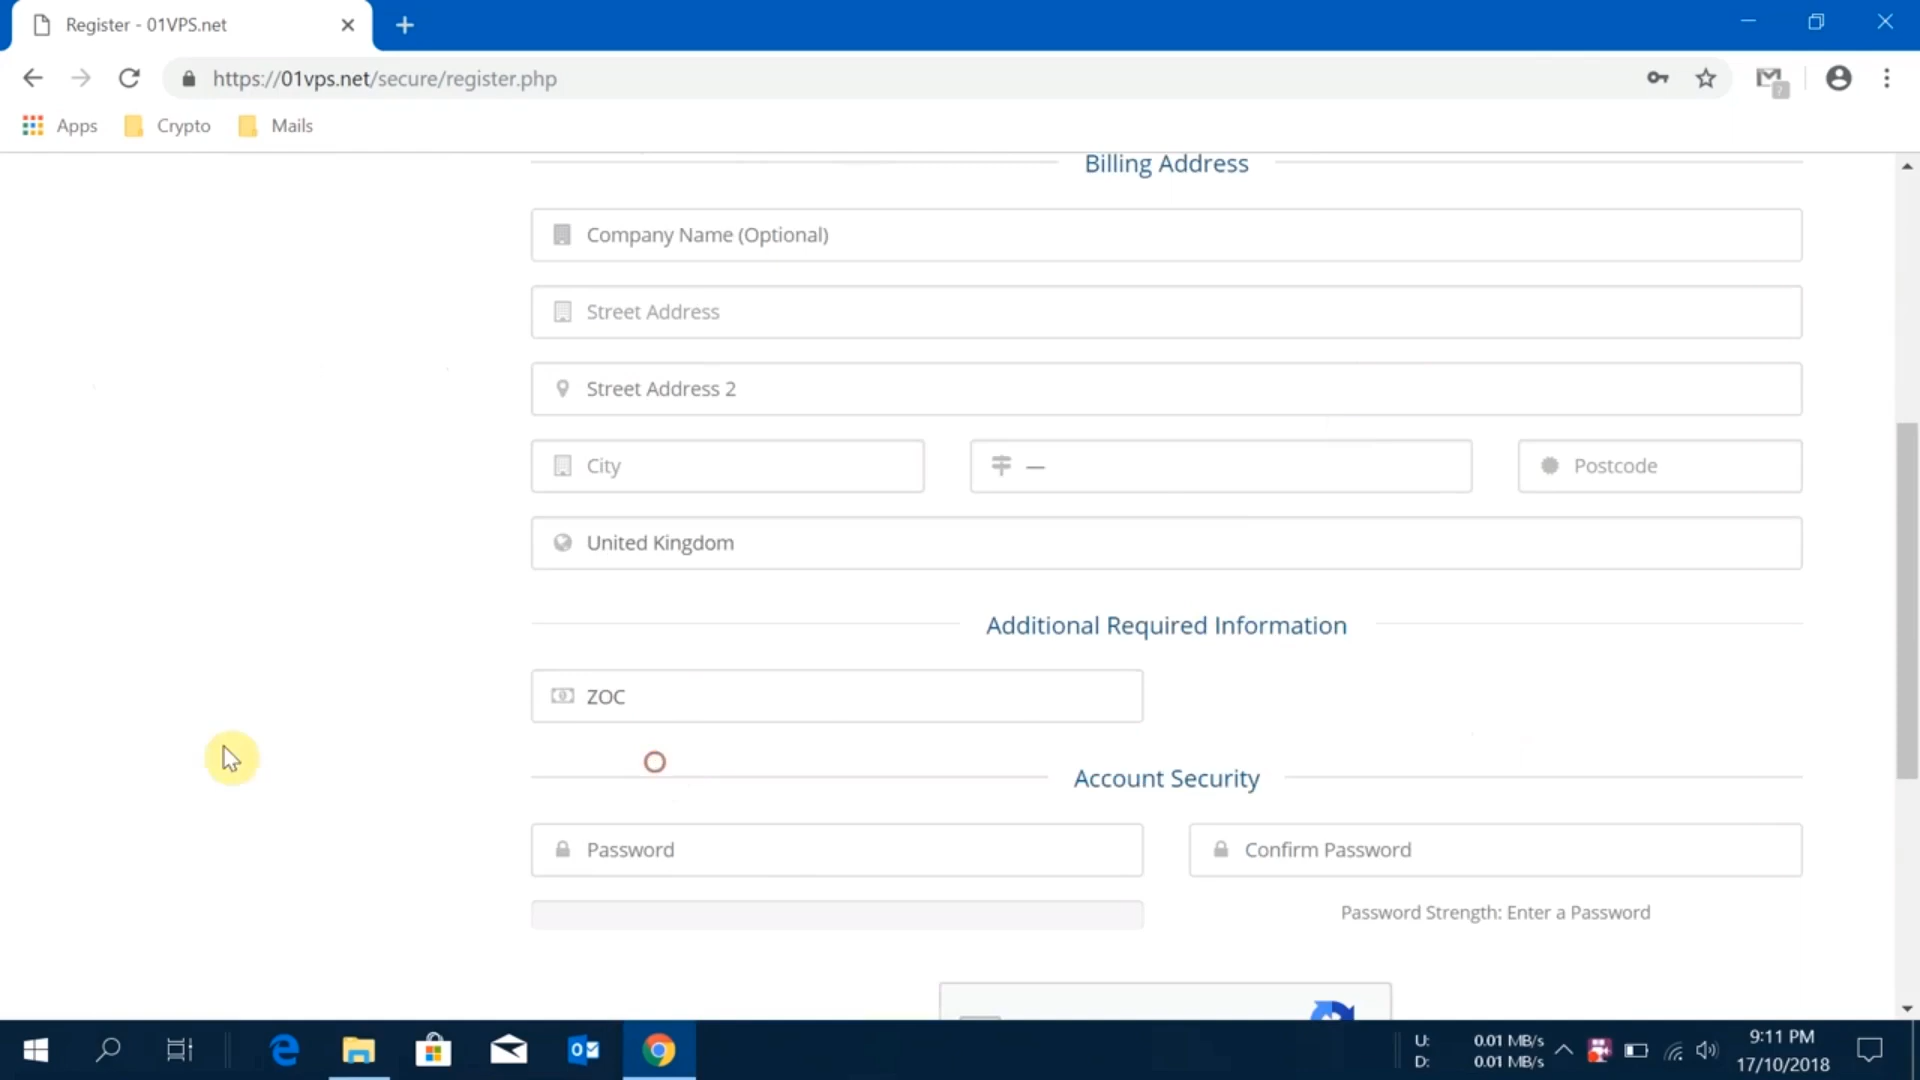 Register - 01VPS.net
https://01vps.net/secure/register.php
Apps Crypto Mails
Billing Address
Company Name (Optional)
Street Address
Street Address 2
City — Postcode
United Kingdom
Additional Required Information
ZOC
Account Security
Password Confirm Password
Password Strength: Enter a Password
U: 0.01 MB/s
D: 0.01 MB/s
9:11 PM
17/10/2018